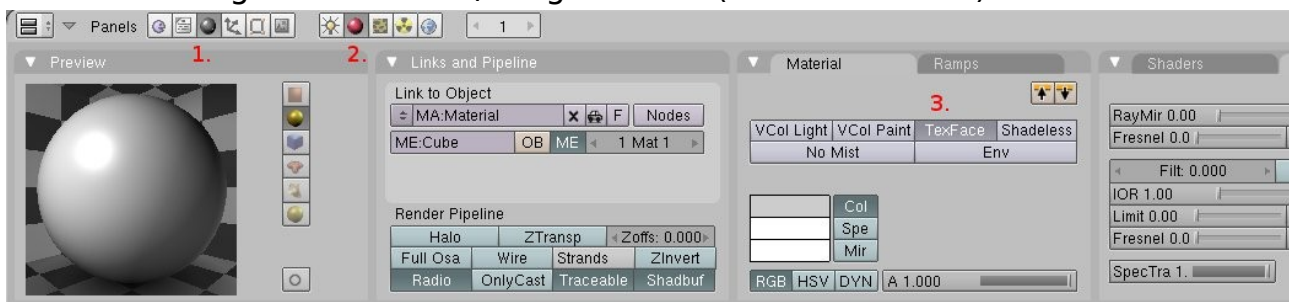 Panels 1
1. 2. 3.
Preview
Links and Pipeline
Link to Object
MA:Material F Nodes
ME:Cube OB ME 1 Mat 1
Render Pipeline
Halo ZTransp Zoffs: 0.000
Full Osa Wire Strands ZInvert
Radio OnlyCast Traceable Shadbuf
Material Ramps
VCol Light VCol Paint TexFace Shadeless
No Mist Env
Col
Spe
Mir
RGB HSV DYN A 1.000
Shaders
RayMir 0.00
Fresnel 0.0
Filt: 0.000
IOR 1.00
Limit 0.00
Fresnel 0.0
SpecTra 1.